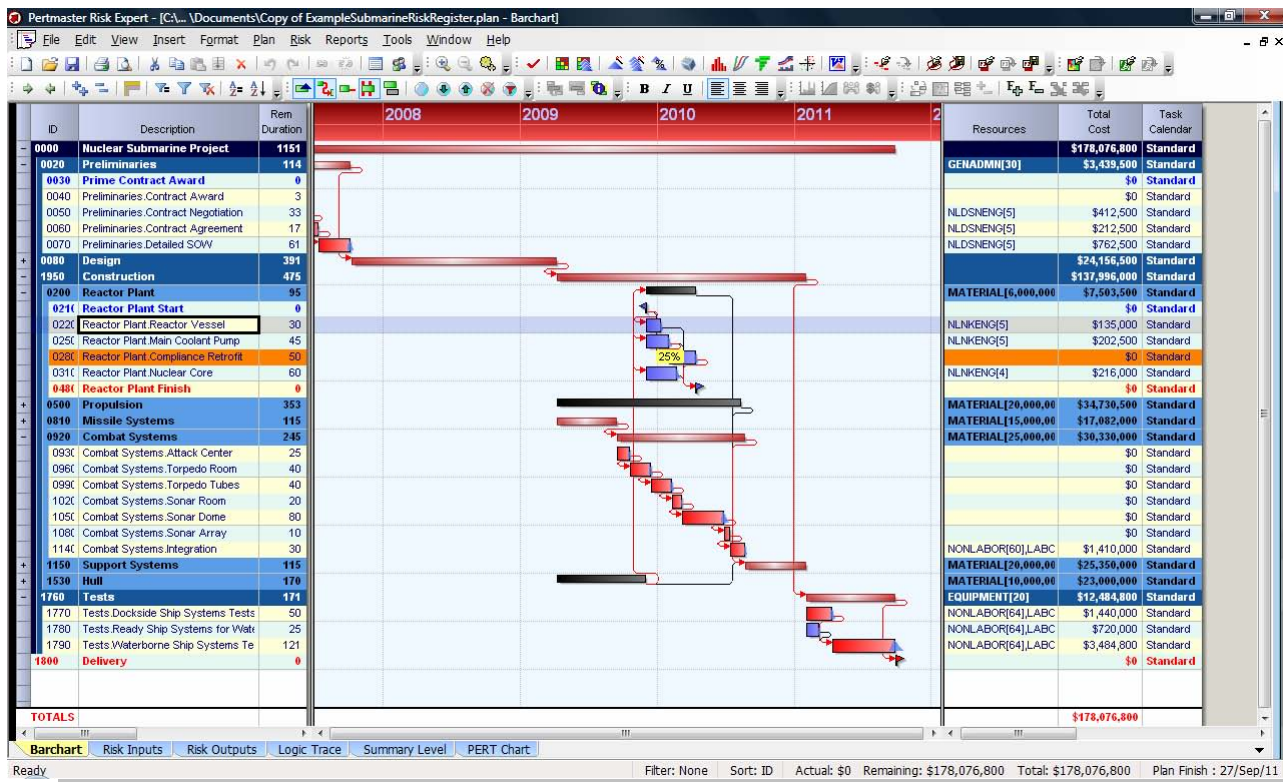 Pertmaster Risk Expert - [C:\... \Documents\Copy of ExampleSubmarineRiskRegister.plan - Barchart]
File Edit View Insert Format Plan Risk Reports Tools Window Help
B I U
ID Description Rem Duration 2008 2009 2010 2011 2 Resources Total Cost Task Calendar
0000 Nuclear Submarine Project 1151 $178,076,800 Standard
0020 Preliminaries 114 GENADMN[30] $3,439,500 Standard
0030 Prime Contract Award 0 $0 Standard
0040 Preliminaries.Contract Award 3 $0 Standard
0050 Preliminaries.Contract Negotiation 33 NLDSNENG[5] $412,500 Standard
0060 Preliminaries.Contract Agreement 17 NLDSNENG[5] $212,500 Standard
0070 Preliminaries.Detailed SOW 61 NLDSNENG[5] $762,500 Standard
0080 Design 391 $24,156,500 Standard
1950 Construction 475 $137,996,000 Standard
0200 Reactor Plant 95 MATERIAL[6,000,000 $7,503,500 Standard
021( Reactor Plant Start 0 $0 Standard
022( Reactor Plant.Reactor Vessel 30 NLNKENG[5] $135,000 Standard
025( Reactor Plant.Main Coolant Pump 45 NLNKENG[5] $202,500 Standard
028( Reactor Plant.Compliance Retrofit 50 25% $0 Standard
031( Reactor Plant.Nuclear Core 60 NLNKENG[4] $216,000 Standard
048( Reactor Plant Finish 0 $0 Standard
0500 Propulsion 353 MATERIAL[20,000,00 $34,730,500 Standard
0810 Missile Systems 115 MATERIAL[15,000,00 $17,082,000 Standard
0920 Combat Systems 245 MATERIAL[25,000,00 $30,330,000 Standard
093( Combat Systems.Attack Center 25 $0 Standard
096( Combat Systems.Torpedo Room 40 $0 Standard
099( Combat Systems.Torpedo Tubes 40 $0 Standard
102( Combat Systems.Sonar Room 20 $0 Standard
105( Combat Systems.Sonar Dome 80 $0 Standard
108( Combat Systems.Sonar Array 10 $0 Standard
114( Combat Systems.Integration 30 NONLABOR[60],LABC $1,410,000 Standard
1150 Support Systems 115 MATERIAL[20,000,00 $25,350,000 Standard
1530 Hull 170 MATERIAL[10,000,00 $23,000,000 Standard
1760 Tests 171 EQUIPMENT[20] $12,484,800 Standard
1770 Tests.Dockside Ship Systems Tests 50 NONLABOR[64],LABC $1,440,000 Standard
1780 Tests.Ready Ship Systems for Wate 25 NONLABOR[64],LABC $720,000 Standard
1790 Tests.Waterborne Ship Systems Te 121 NONLABOR[64],LABC $3,484,800 Standard
1800 Delivery 0 $0 Standard
TOTALS $178,076,800
Barchart Risk Inputs Risk Outputs Logic Trace Summary Level PERT Chart
Ready Filter: None Sort: ID Actual: $0 Remaining: $178,076,800 Total: $178,076,800 Plan Finish : 27/Sep/11